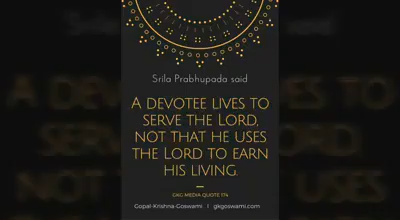 Srila Prabhupada said
A DEVOTEE LIVES TO
SERVE THE LORD,
NOT THAT HE USES
THE LORD TO EARN
HIS LIVING.
GKG MEDIA QUOTE 174
Gopal-Krishna-Goswami | gkgoswami.com